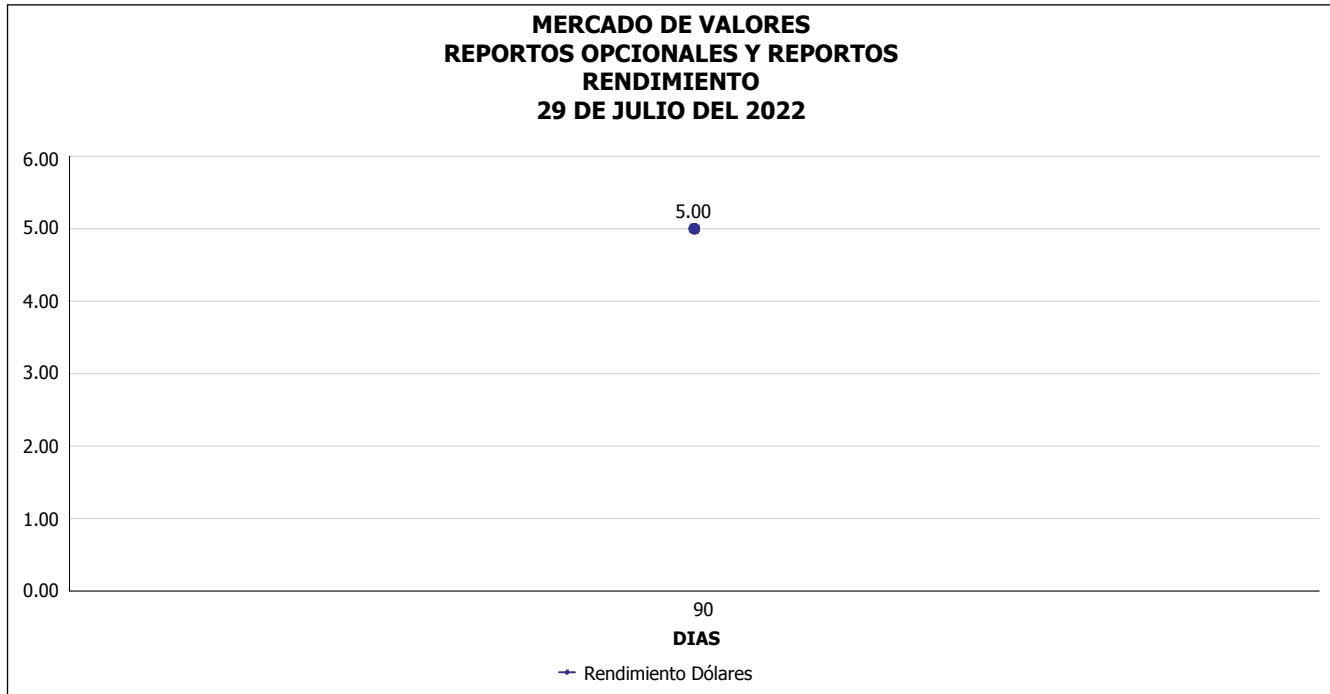 MERCADO DE VALORES
REPORTOS OPCIONALES Y REPORTOS
RENDIMIENTO
29 DE JULIO DEL 2022
6.00
5.00
5.00
4.00
3.00
2.00
1.00
0.00
90
DIAS
Rendimiento Dólares